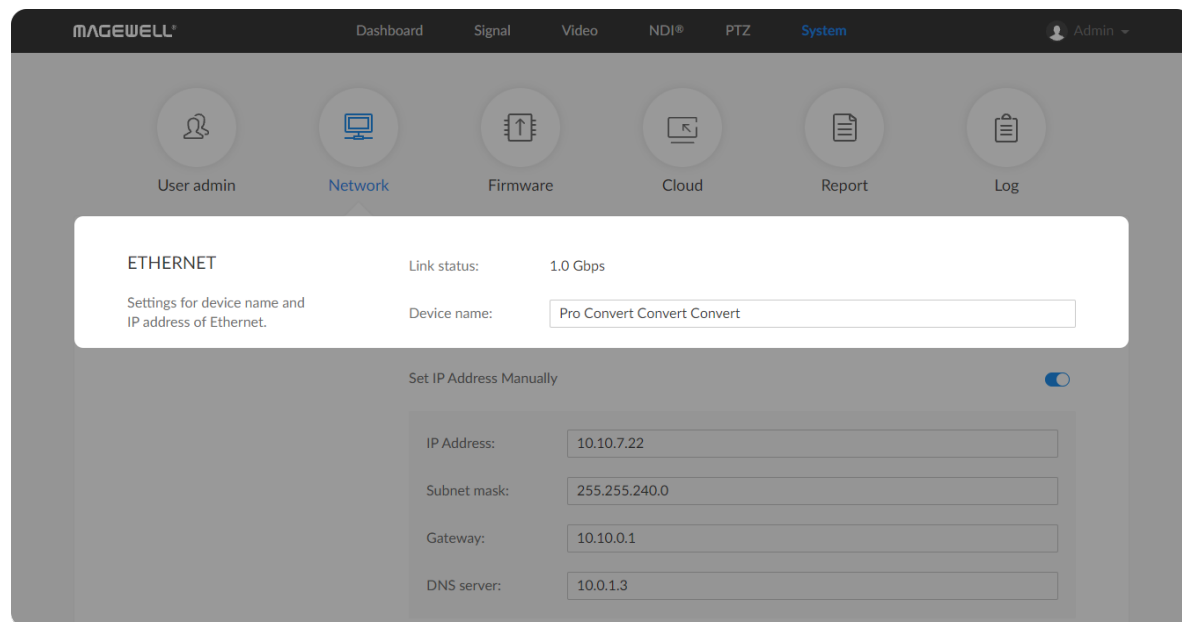 MAGEWELL®
Dashboard Signal Video NDI® PTZ System Admin
User admin Network Firmware Cloud Report Log
ETHERNET
Settings for device name and
IP address of Ethernet.
Link status: 1.0 Gbps
Device name: Pro Convert Convert Convert
Set IP Address Manually
IP Address: 10.10.7.22
Subnet mask: 255.255.240.0
Gateway: 10.10.0.1
DNS server: 10.0.1.3